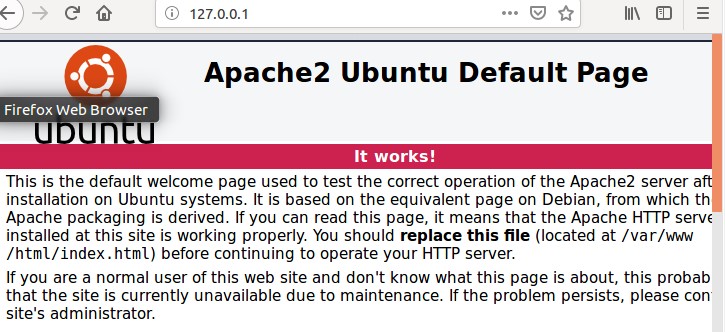 127.0.0.1
Apache2 Ubuntu Default Page
Firefox Web Browser
ubuntu
It works!
This is the default welcome page used to test the correct operation of the Apache2 server
installation on Ubuntu systems. It is based on the equivalent page on Debian, from which
Apache packaging is derived. If you can read this page, it means that the Apache HTTP
installed at this site is working properly. You should replace this file (located at /var/www
/html/index.html) before continuing to operate your HTTP server.
If you are a normal user of this web site and don't know what this page is about, this
that the site is currently unavailable due to maintenance. If the problem persists, please
site's administrator.